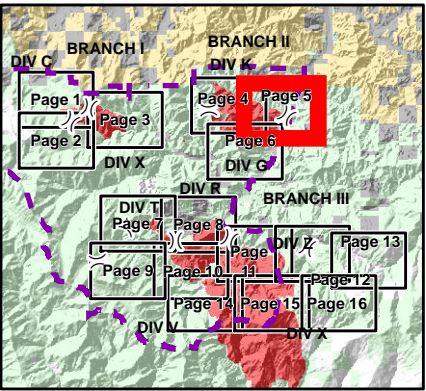 BRANCH I
BRANCH II
DIV C
DIV K
Page 1
Page 4
Page 5
Page 3
Page 2
Page 6
DIV X
DIV G
DIV R
BRANCH III
DIV T
Page 7
Page 8
DIV Z
Page 13
Page
Page 9
Page 10
11
Page 12
Page 14
Page 15
Page 16
DIV V
DIV X